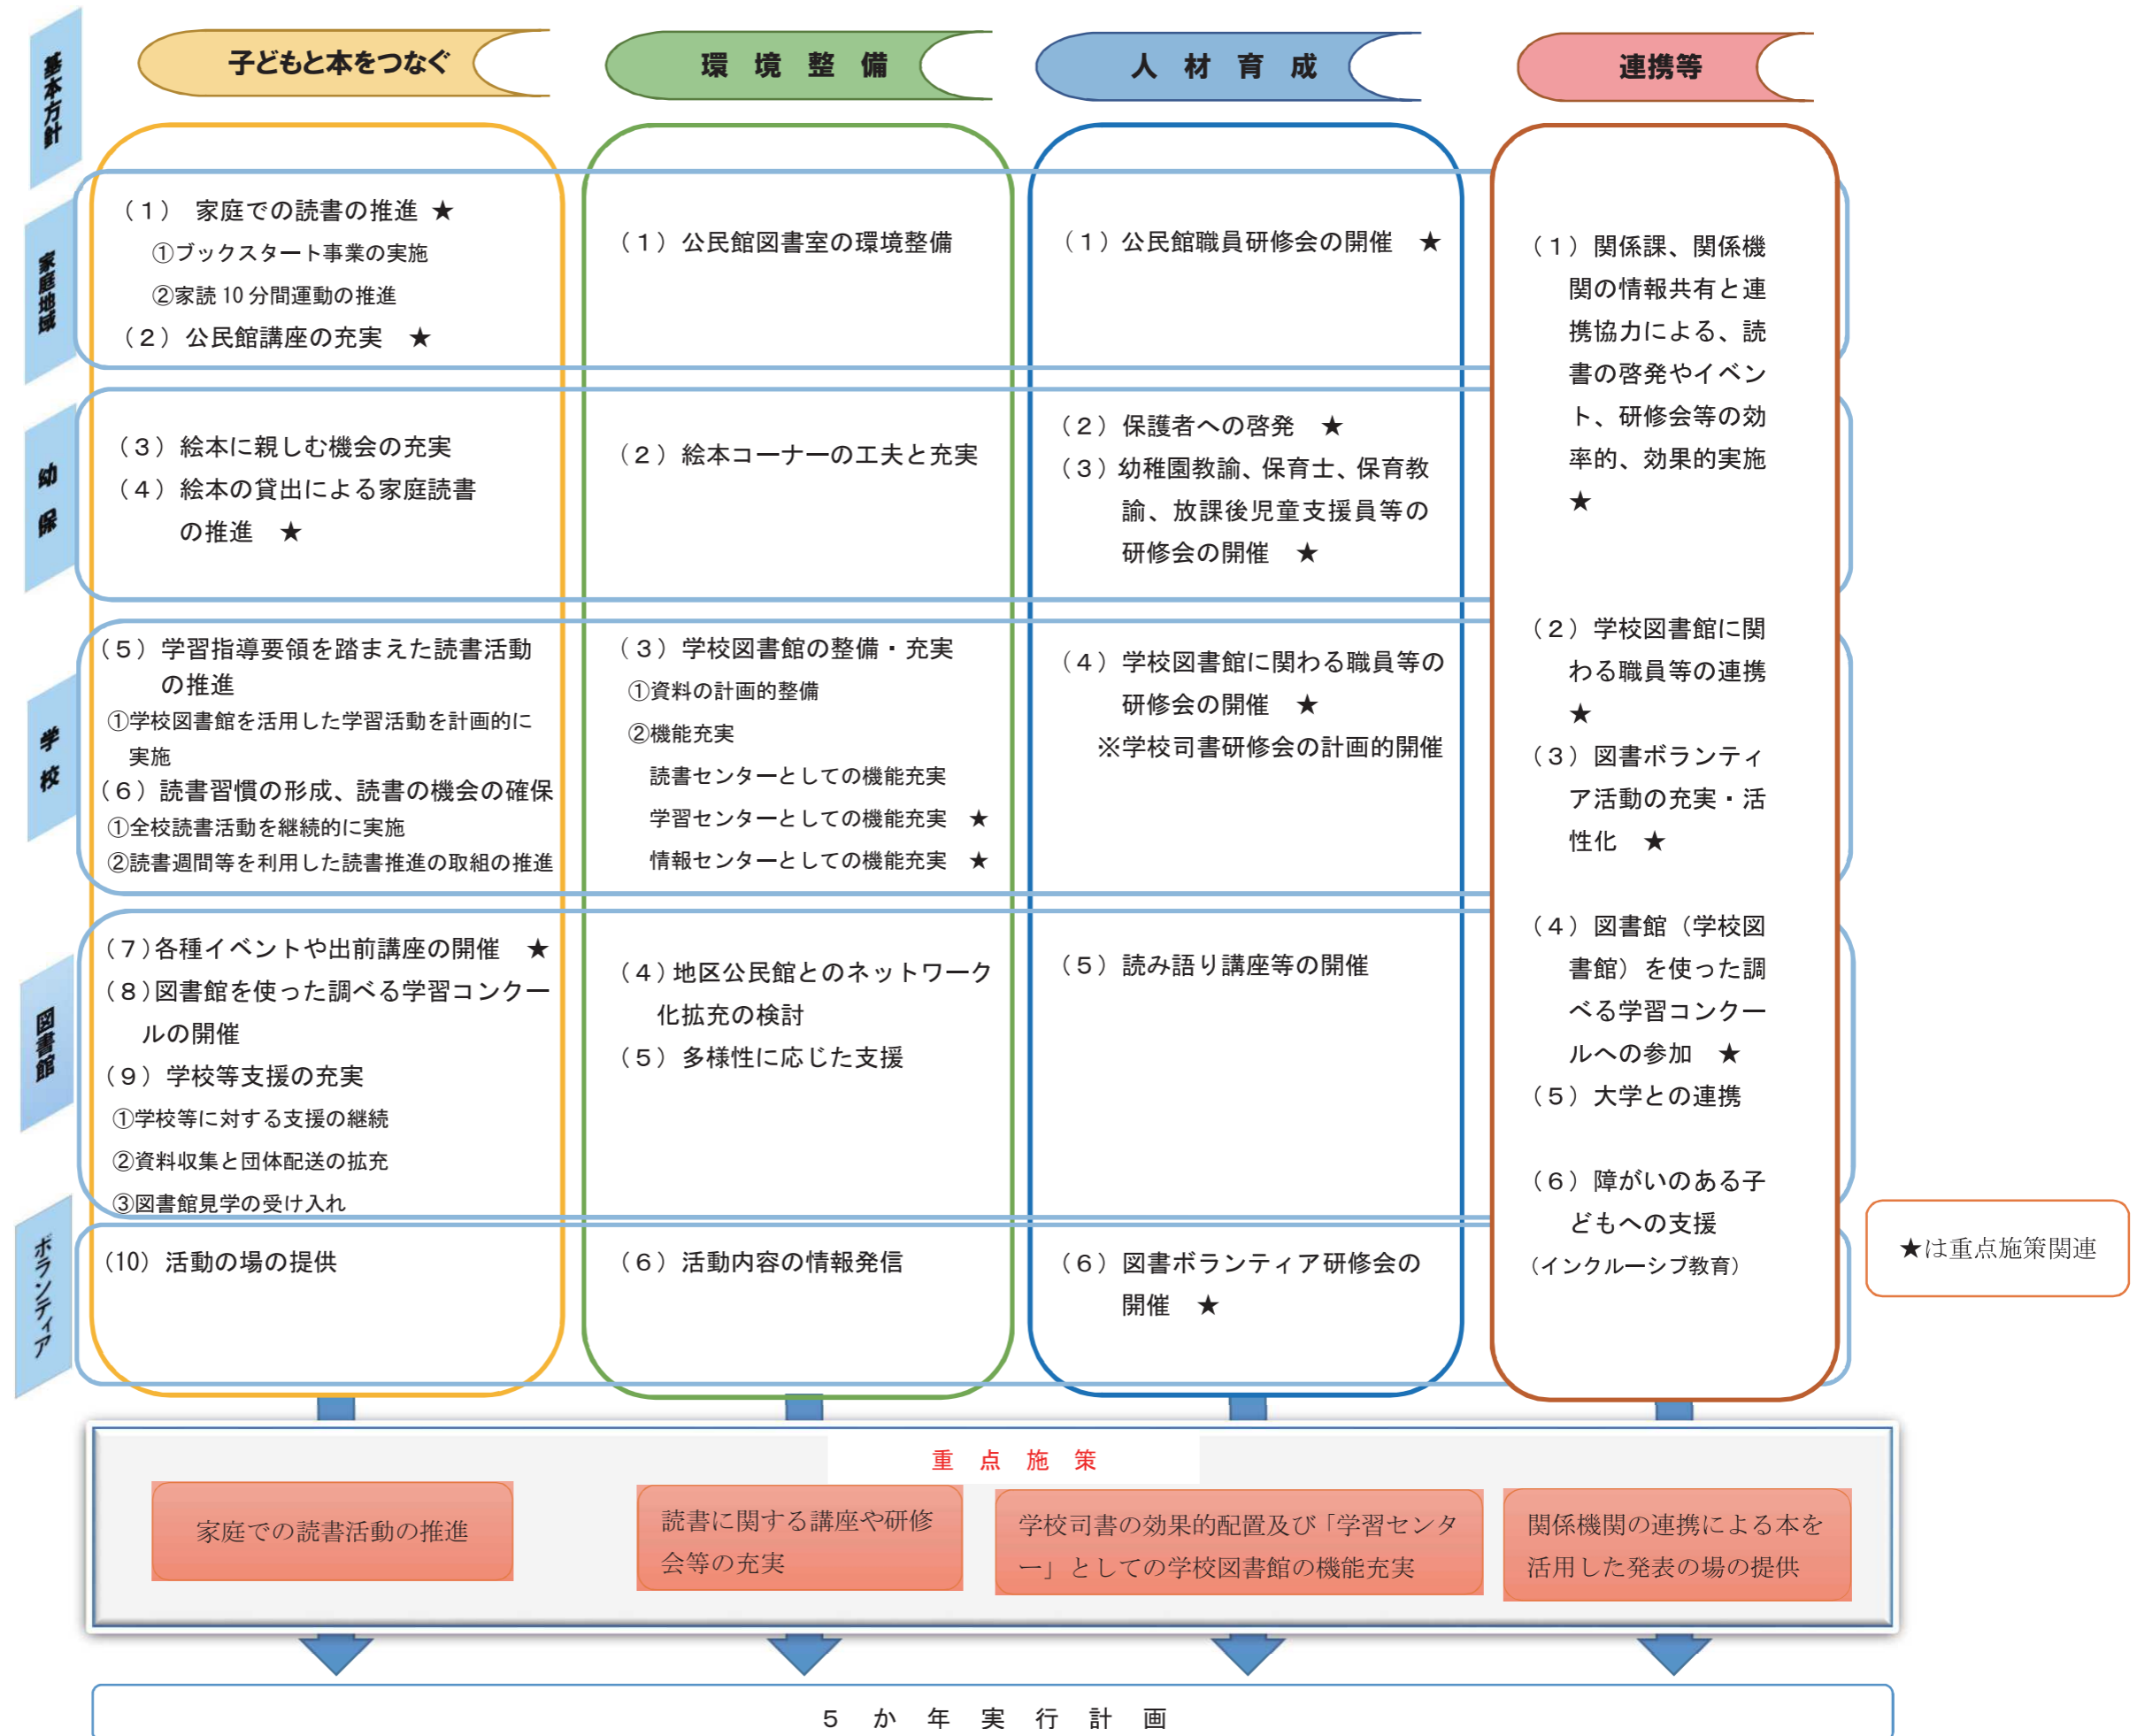 基本方針
子どもと本をつなぐ
環境整備
人材育成
連携等
家庭地域
（1） 家庭での読書の推進 ★
①ブックスタート事業の実施
②家読10分間運動の推進
（2）公民館講座の充実 ★
（1）公民館図書室の環境整備
（1）公民館職員研修会の開催 ★
（1）関係課、関係機
関の情報共有と連
携協力による、読
書の啓発やイベン
ト、研修会等の効
率的、効果的実施
★
幼保
（3）絵本に親しむ機会の充実
（4）絵本の貸出による家庭読書
の推進 ★
（2）絵本コーナーの工夫と充実
（2）保護者への啓発 ★
（3）幼稚園教諭、保育士、保育教
諭、放課後児童支援員等の
研修会の開催 ★
学校
（5）学習指導要領を踏まえた読書活動
の推進
①学校図書館を活用した学習活動を計画的に
実施
（6）読書習慣の形成、読書の機会の確保
①全校読書活動を継続的に実施
②読書週間等を利用した読書推進の取組の推進
（3）学校図書館の整備・充実
①資料の計画的整備
②機能充実
読書センターとしての機能充実
学習センターとしての機能充実 ★
情報センターとしての機能充実 ★
（4）学校図書館に関わる職員等の
研修会の開催 ★
※学校司書研修会の計画的開催
（2）学校図書館に関
わる職員等の連携
★
（3）図書ボランティ
ア活動の充実・活
性化 ★
図書館
（7）各種イベントや出前講座の開催 ★
（8）図書館を使った調べる学習コンクー
ルの開催
（9）学校等支援の充実
①学校等に対する支援の継続
②資料収集と団体配送の拡充
③図書館見学の受け入れ
（4）地区公民館とのネットワーク
化拡充の検討
（5）多様性に応じた支援
（5）読み語り講座等の開催
（4）図書館（学校図
書館）を使った調
べる学習コンクー
ルへの参加 ★
（5）大学との連携
（6）障がいのある子
どもへの支援
（インクルーシブ教育）
ボランティア
(10) 活動の場の提供
（6）活動内容の情報発信
（6）図書ボランティア研修会の
開催 ★
★は重点施策関連
重点施策
家庭での読書活動の推進
読書に関する講座や研修
会等の充実
学校司書の効果的配置及び「学習センタ
ー」としての学校図書館の機能充実
関係機関の連携による本を
活用した発表の場の提供
5か年実行計画